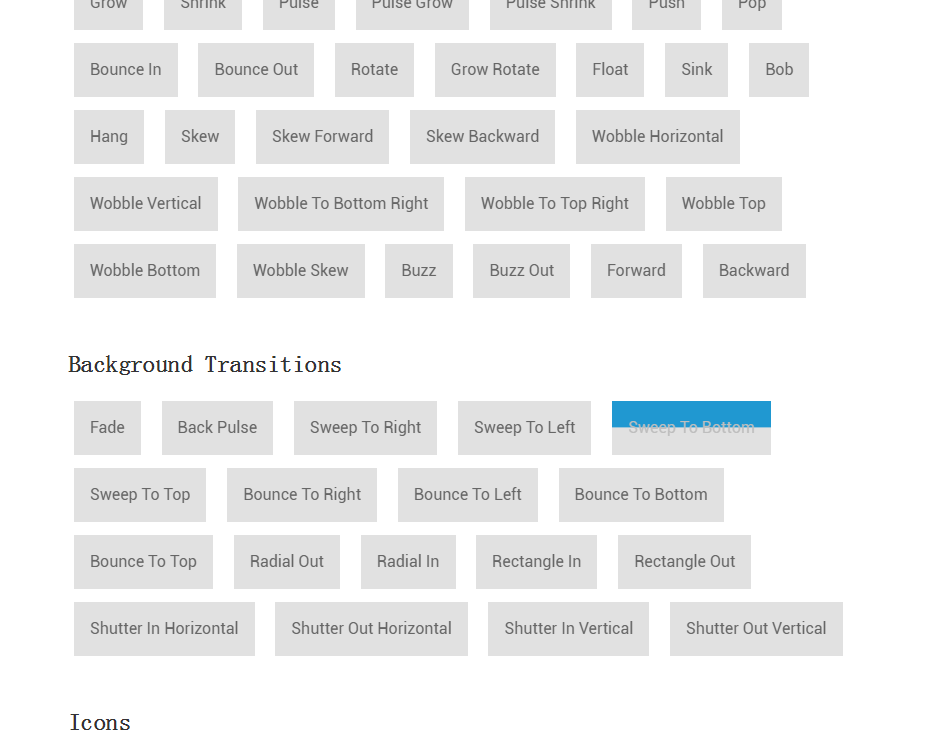 Grow Shrink Pulse Pulse Grow Pulse Shrink Push Pop
Bounce In Bounce Out Rotate Grow Rotate Float Sink Bob
Hang Skew Skew Forward Skew Backward Wobble Horizontal
Wobble Vertical Wobble To Bottom Right Wobble To Top Right Wobble Top
Wobble Bottom Wobble Skew Buzz Buzz Out Forward Backward
Background Transitions
Fade Back Pulse Sweep To Right Sweep To Left Sweep To Bottom
Sweep To Top Bounce To Right Bounce To Left Bounce To Bottom
Bounce To Top Radial Out Radial In Rectangle In Rectangle Out
Shutter In Horizontal Shutter Out Horizontal Shutter In Vertical Shutter Out Vertical
Icons